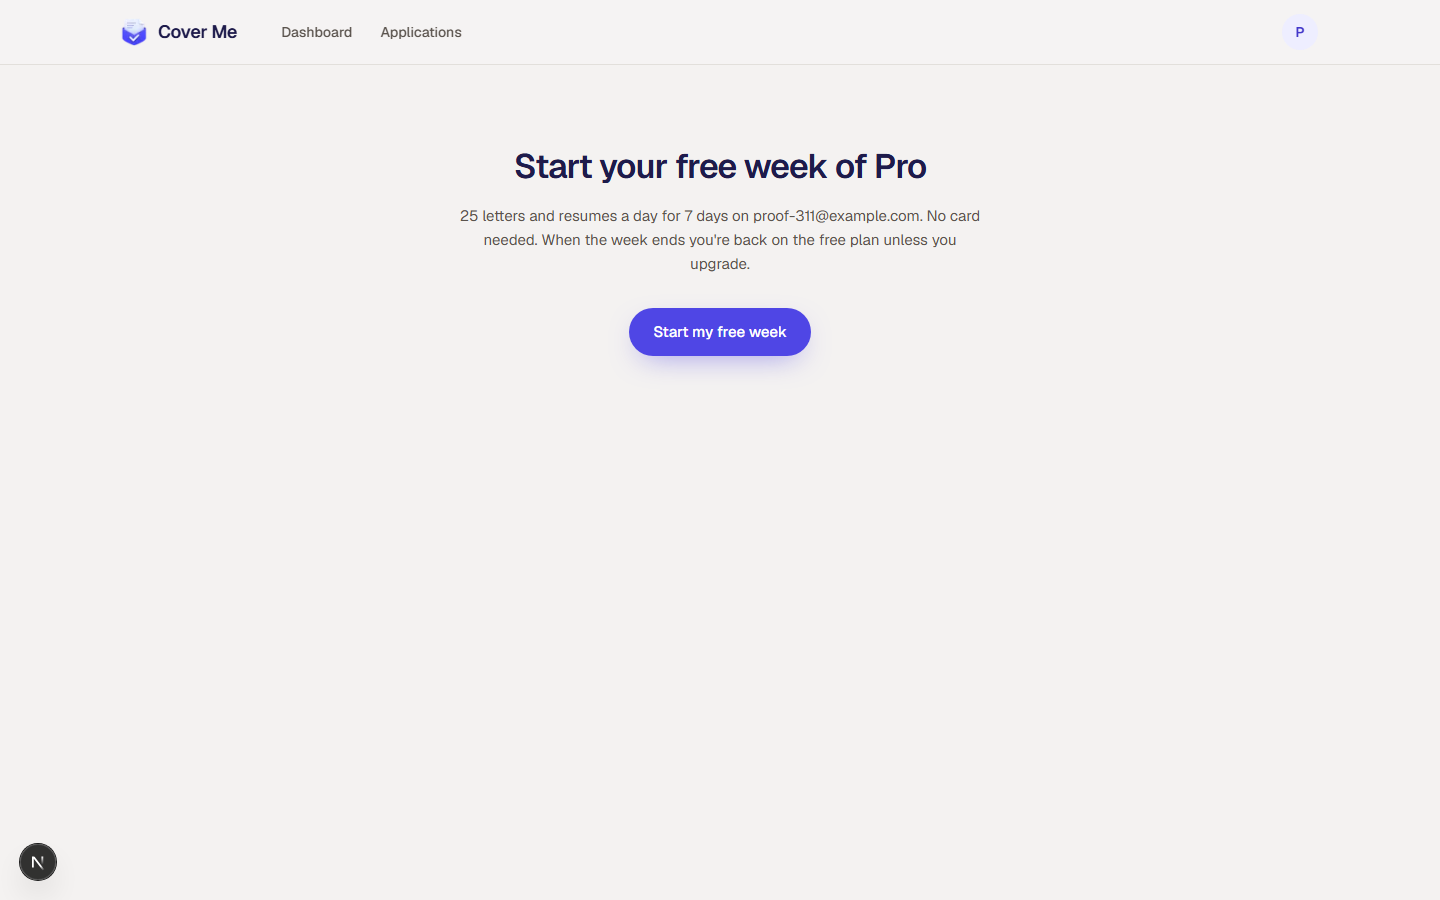 Cover Me
Dashboard
Applications
P
Start your free week of Pro
25 letters and resumes a day for 7 days on proof-311@example.com. No card
needed. When the week ends you're back on the free plan unless you
upgrade.
Start my free week
N